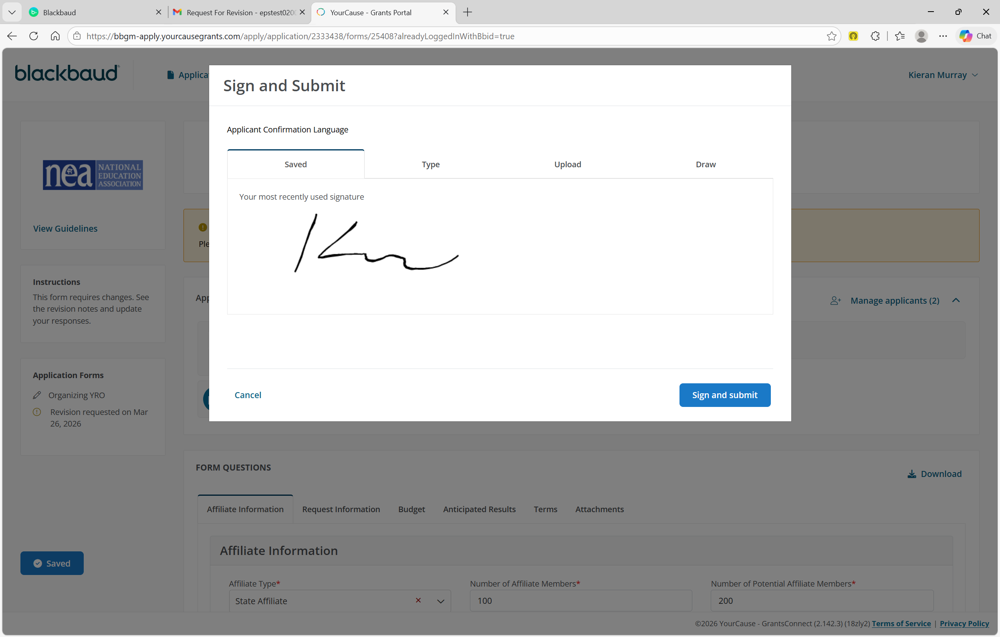 Blackbaud
Request For Revision - epstest020
YourCause - Grants Portal
https://bbgm-apply.yourcausegrants.com/apply/application/2333438/forms/25408?alreadyLoggedInWithBbid=true
Chat
blackbaud
Applica
Kieran Murray
Sign and Submit
Applicant Confirmation Language
Saved
Type
Upload
Draw
Your most recently used signature
Cancel
Sign and submit
nea NATIONAL
EDUCATION
ASSOCIATION
View Guidelines
Ple
Instructions
This form requires changes. See
the revision notes and update
your responses.
App
Manage applicants (2)
Application Forms
Organizing YRO
Revision requested on Mar
26, 2026
FORM QUESTIONS
Download
Affiliate Information
Request Information
Budget
Anticipated Results
Terms
Attachments
Affiliate Information
Saved
Affiliate Type*
Number of Affiliate Members*
Number of Potential Affiliate Members*
State Affiliate
100
200
©2026 YourCause - GrantsConnect (2.142.3) (18zly2) Terms of Service | Privacy Policy